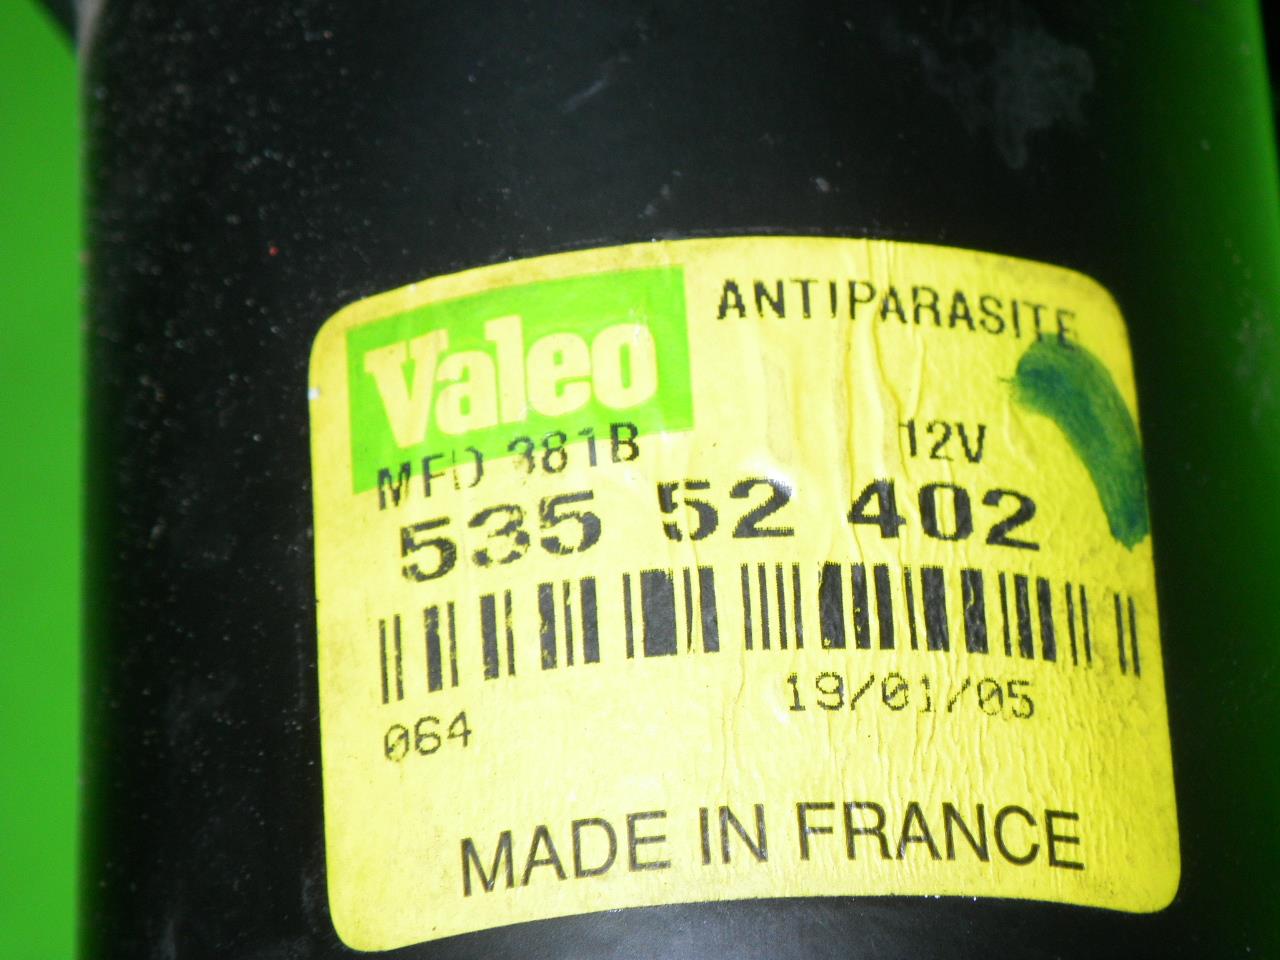 Valeo
ANTIPARASITE
MFD 381B
12V
535 52 402
064
19/01/05
MADE IN FRANCE